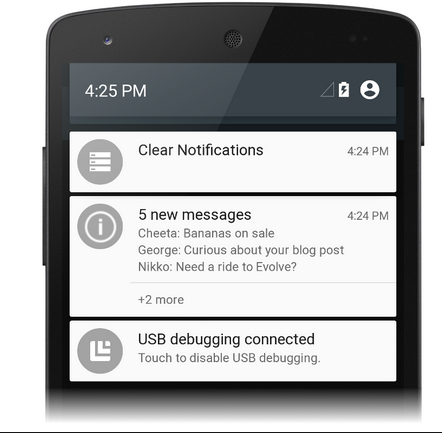 4:25 PM
Clear Notifications 4:24 PM
5 new messages 4:24 PM
Cheeta: Bananas on sale
George: Curious about your blog post
Nikko: Need a ride to Evolve?
+2 more
USB debugging connected
Touch to disable USB debugging.